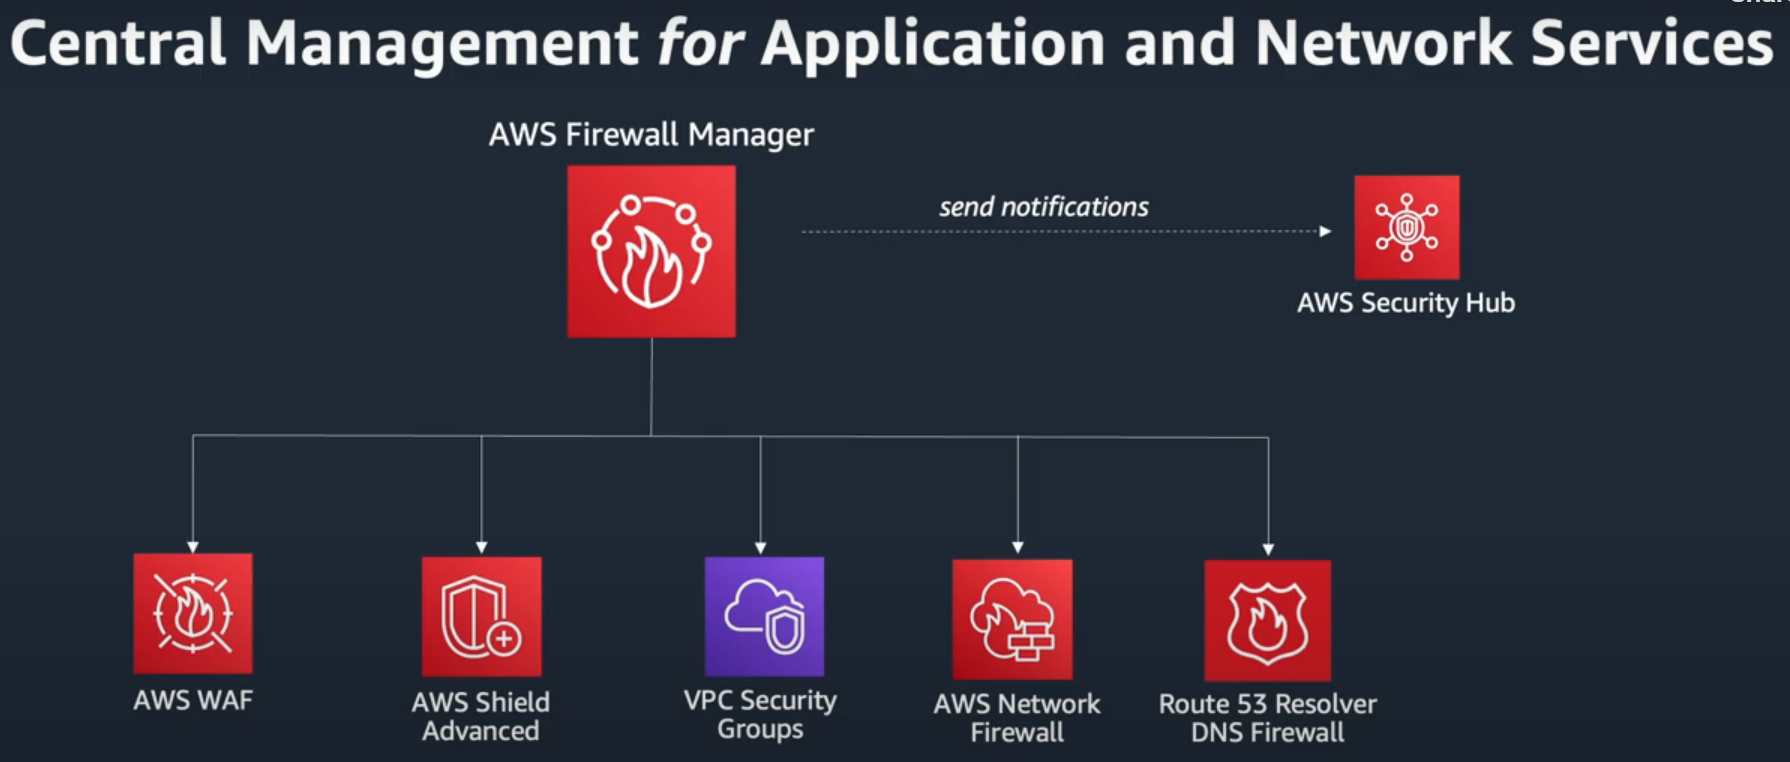 Central Management for Application and Network Services
AWS Firewall Manager
send notifications
AWS Security Hub
AWS WAF
AWS Shield
Advanced
VPC Security
Groups
AWS Network
Firewall
Route 53 Resolver
DNS Firewall